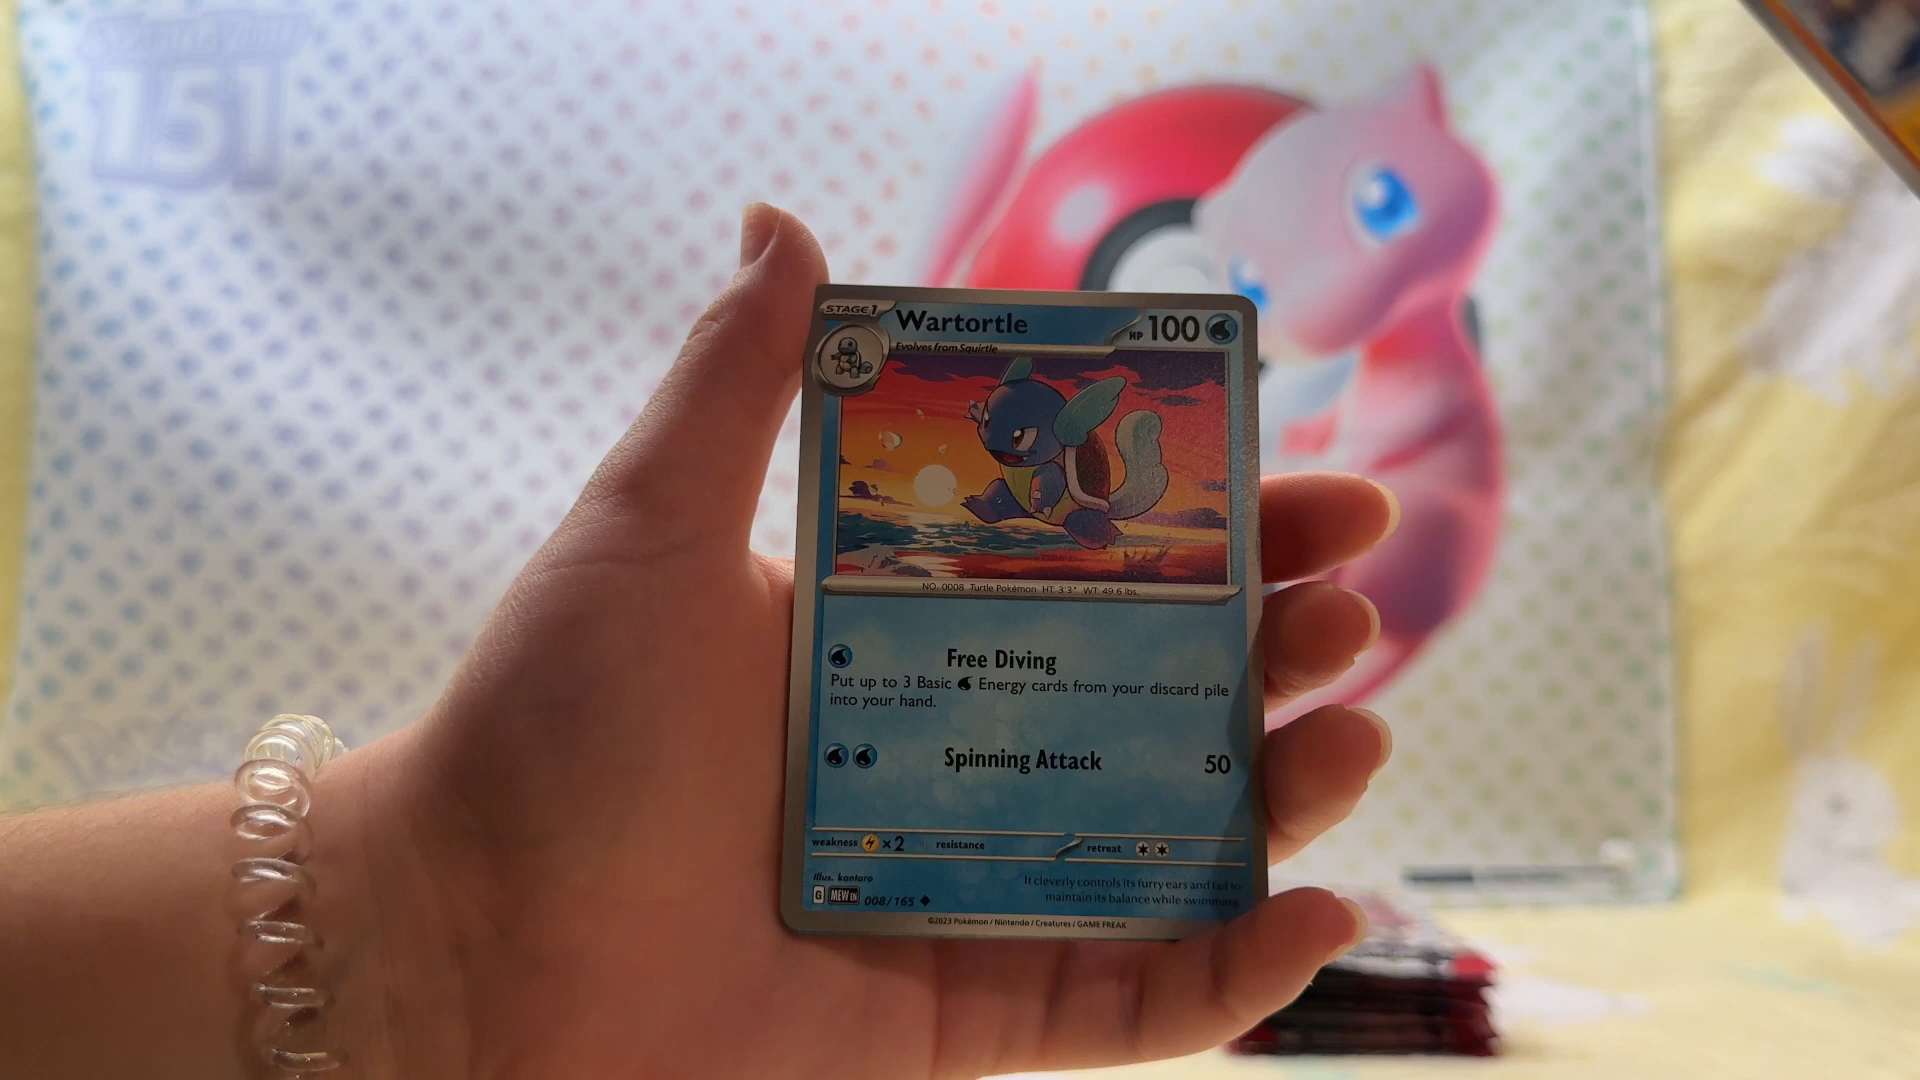 151
STAGE 1
Wartortle
HP 100
Evolves from Squirtle
NO. 0008 Turtle Pokémon HT: 3'3" WT: 49.6 lbs.
Free Diving
Put up to 3 Basic Energy cards from your discard pile
into your hand.
Spinning Attack 50
weakness ×2 resistance retreat
Illus. kantaro
It cleverly controls its furry ears and tail to
maintain its balance while swimming.
G MEW EN 008/165
©2023 Pokémon / Nintendo / Creatures / GAME FREAK